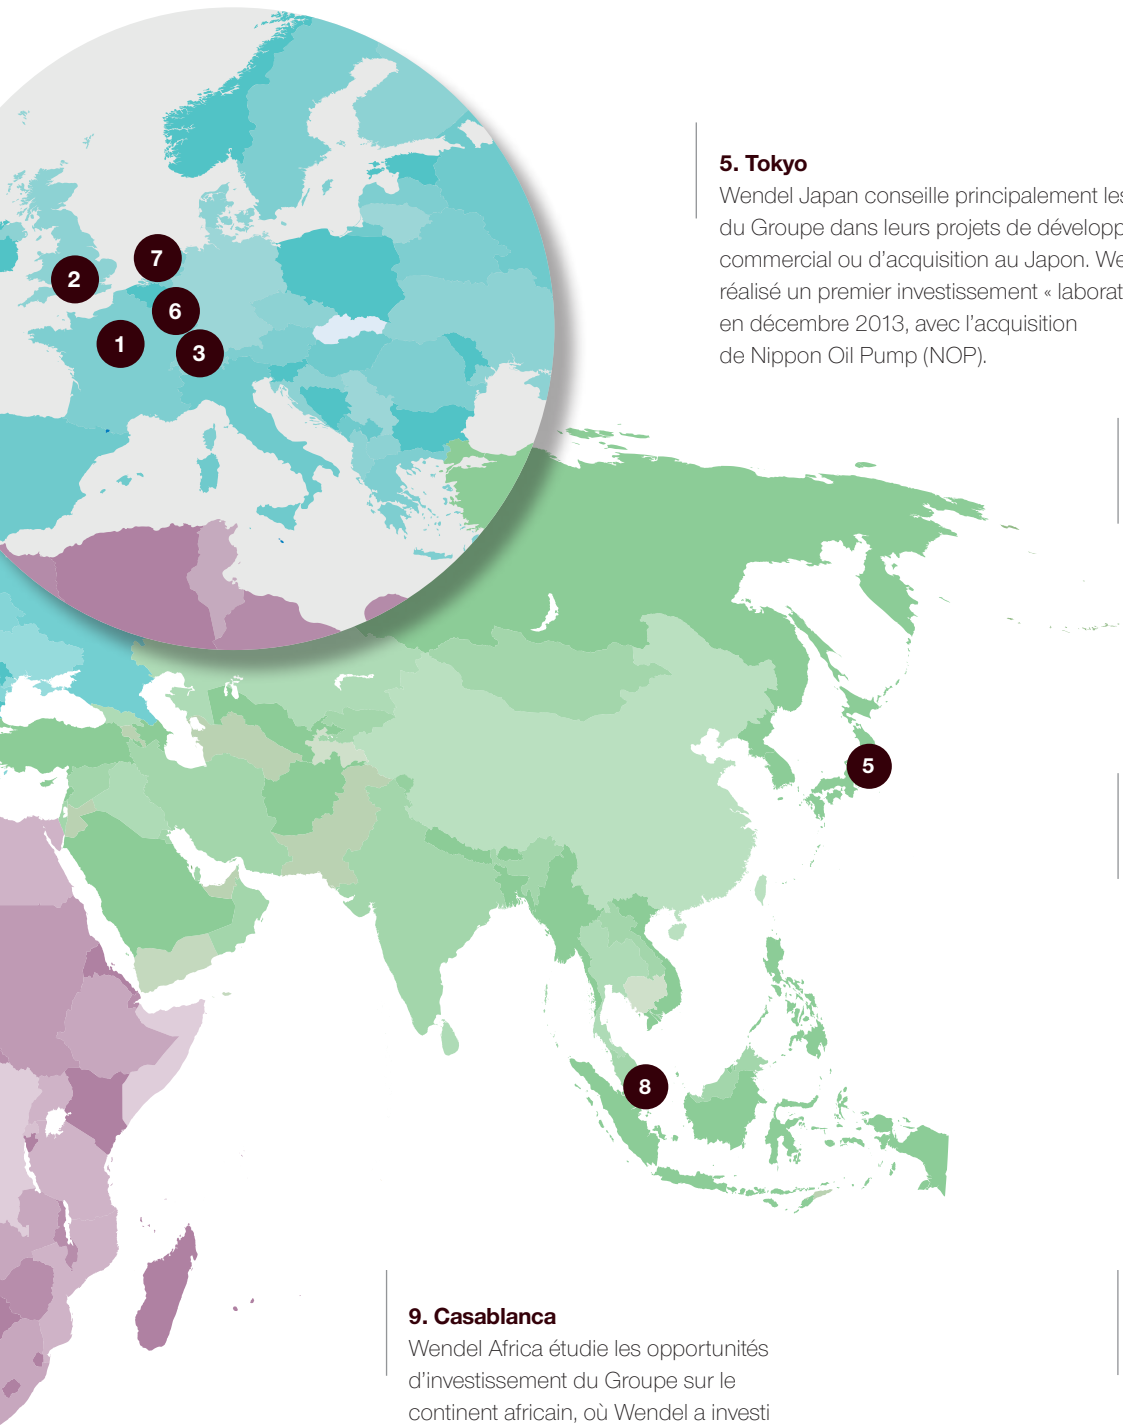 5. Tokyo
Wendel Japan conseille principalement les
du Groupe dans leurs projets de développ
commercial ou d'acquisition au Japon. We
réalisé un premier investissement « laborat
en décembre 2013, avec l'acquisition
de Nippon Oil Pump (NOP).
7
2
6
1
3
5
8
9. Casablanca
Wendel Africa étudie les opportunités
d'investissement du Groupe sur le
continent africain, où Wendel a investi